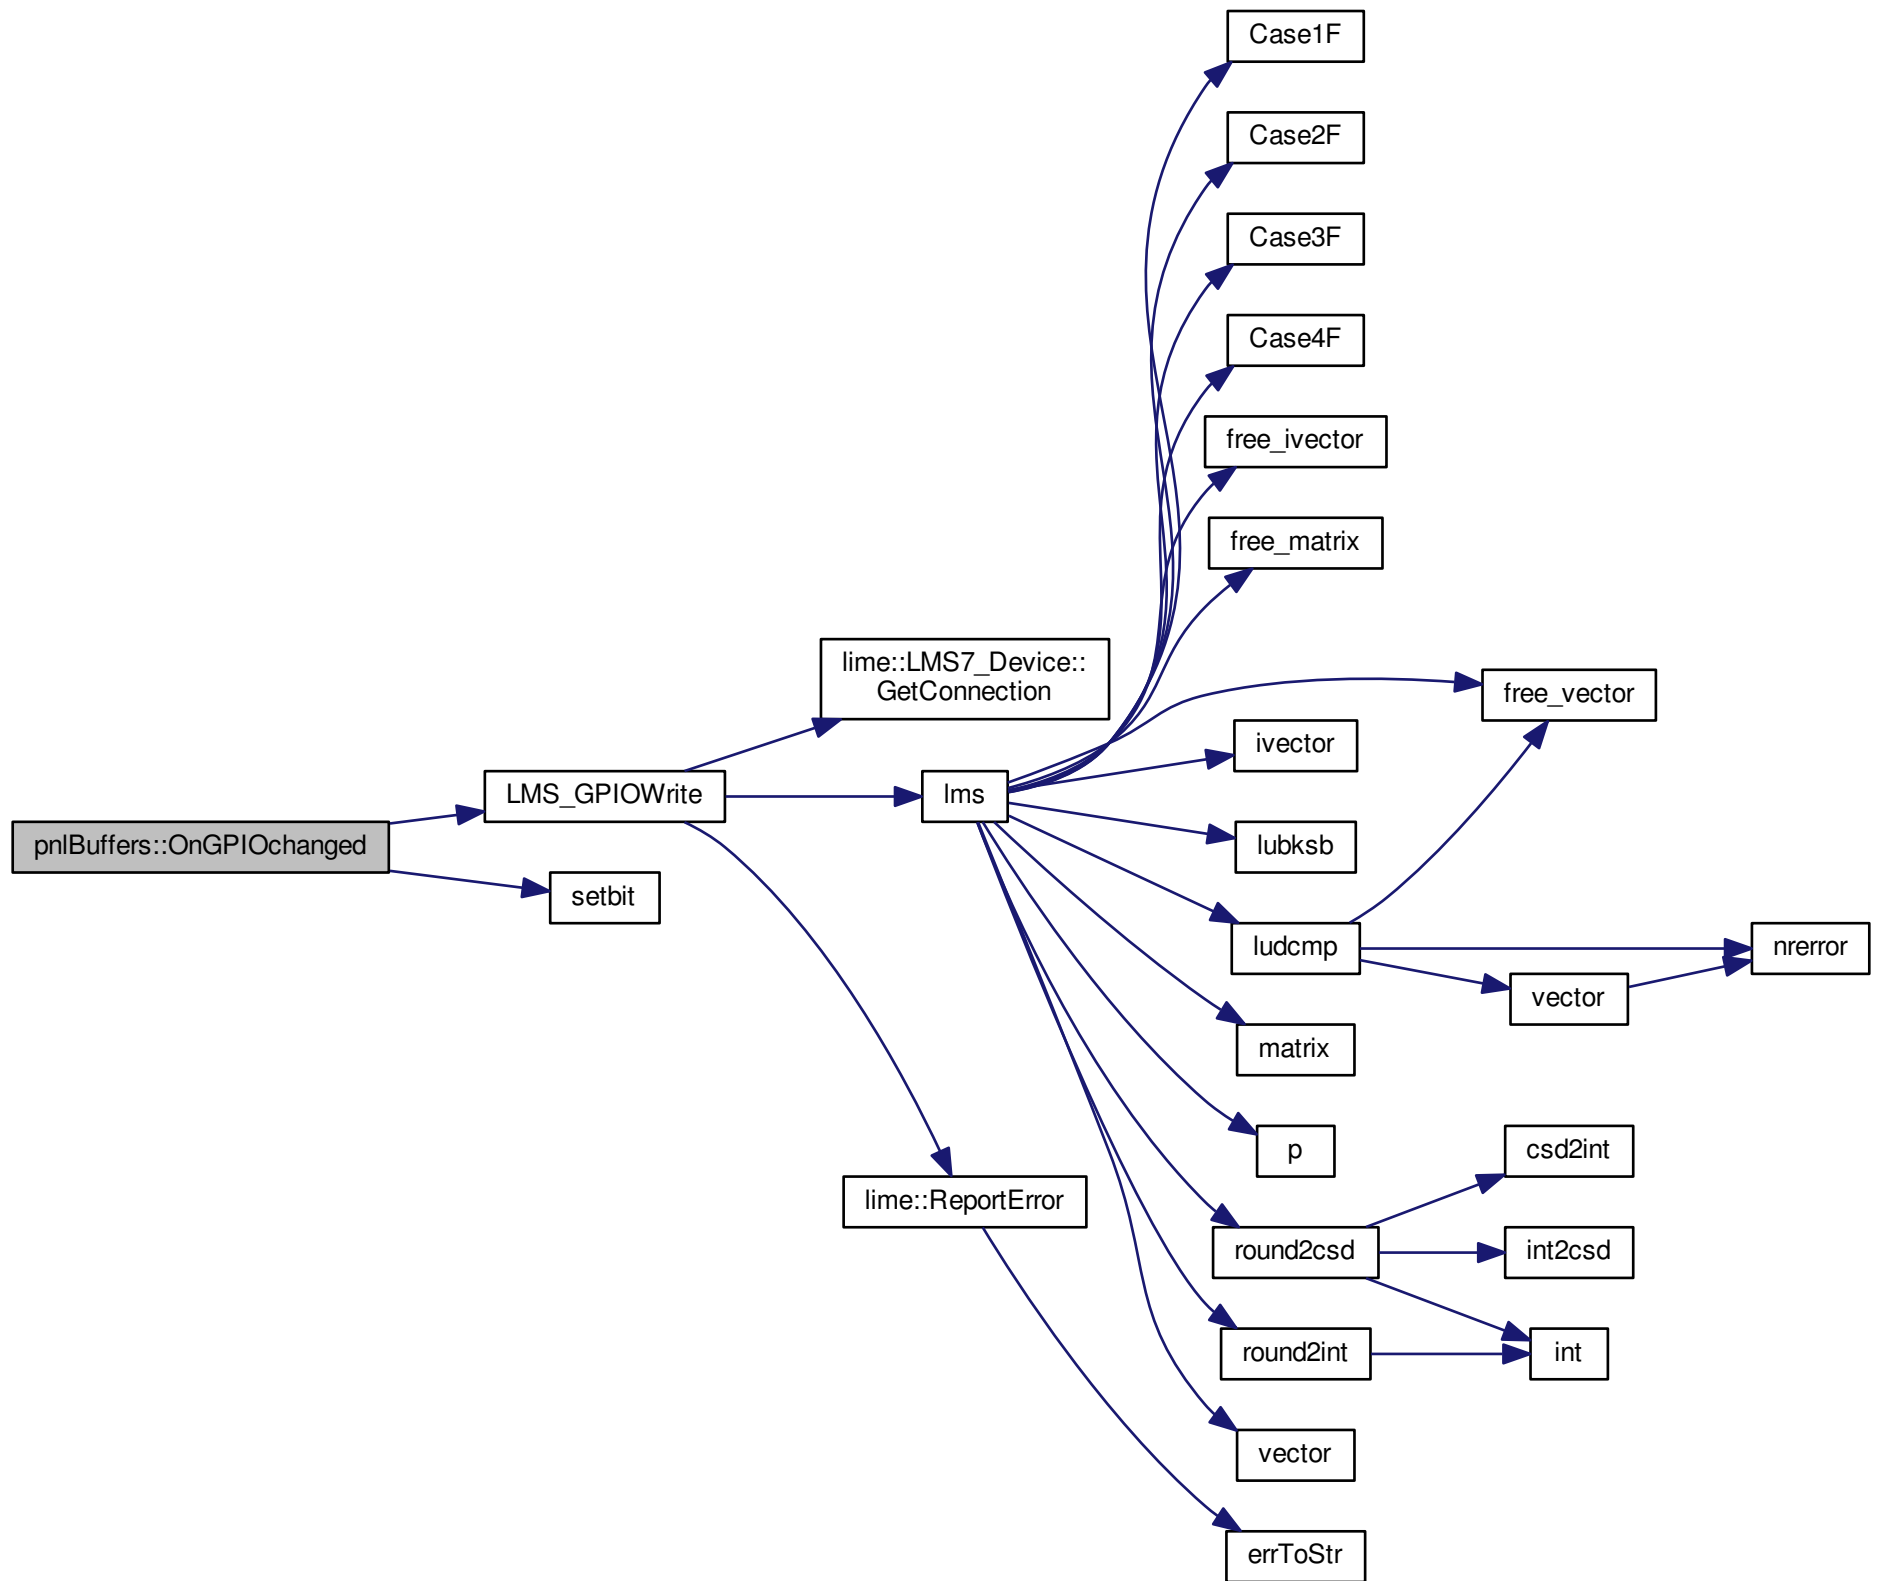 Case1F
Case2F
Case3F
Case4F
free_ivector
free_matrix
lime::LMS7_Device::
GetConnection
free_vector
ivector
LMS_GPIOWrite
lms
pnlBuffers::OnGPIOchanged
lubksb
setbit
ludcmp
nrerror
vector
matrix
p
csd2int
lime::ReportError
round2csd
int2csd
round2int
int
vector
errToStr